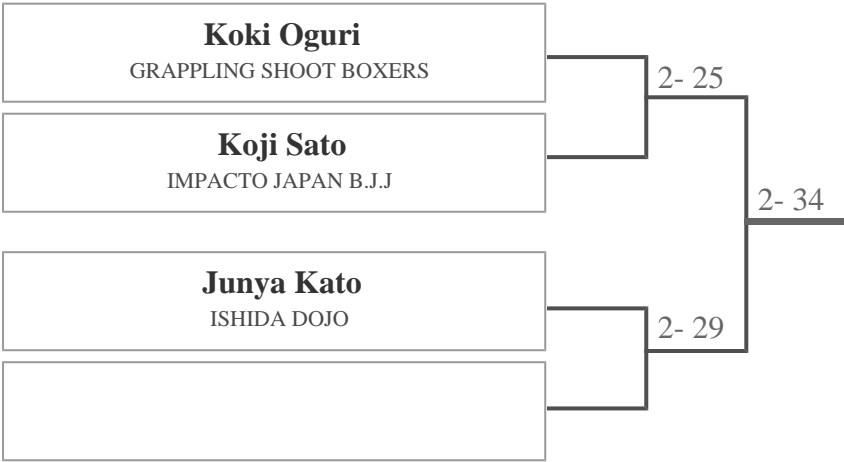 Koki Oguri
GRAPPLING SHOOT BOXERS
2- 25
Koji Sato
IMPACTO JAPAN B.J.J
2- 34
Junya Kato
ISHIDA DOJO
2- 29